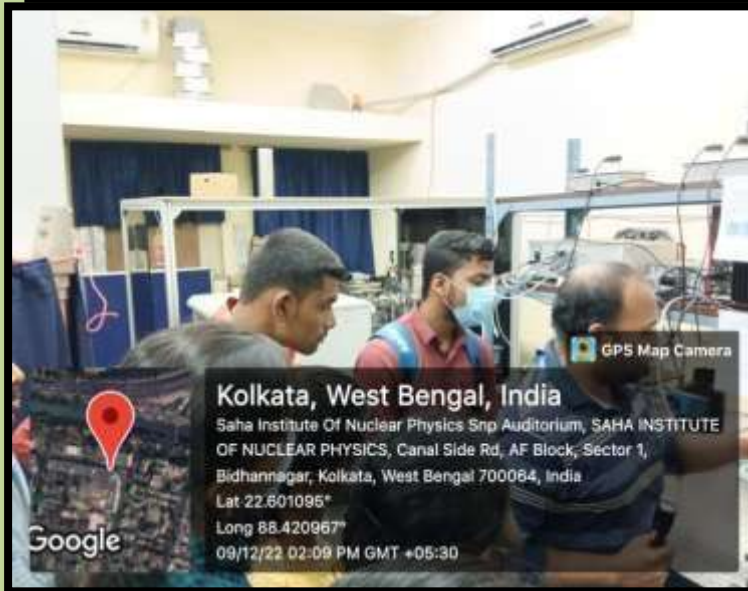 GPS Map Camera
Kolkata, West Bengal, India
Saha Institute Of Nuclear Physics Snp Auditorium, SAHA INSTITUTE
OF NUCLEAR PHYSICS, Canal Side Rd, AF Block, Sector 1,
Bidhannagar, Kolkata, West Bengal 700064, India
Lat 22.601095°
Long 88.420967°
09/12/22 02:09 PM GMT +05:30
Google